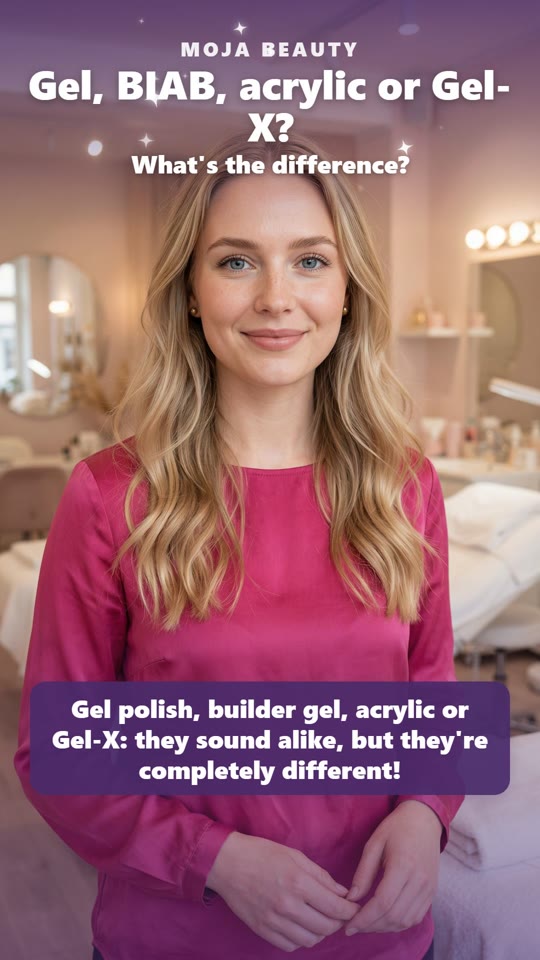 MOJA BEAUTY
Gel, BIAB, acrylic or Gel-
X?
What's the difference?
Gel polish, builder gel, acrylic or
Gel-X: they sound alike, but they're
completely different!